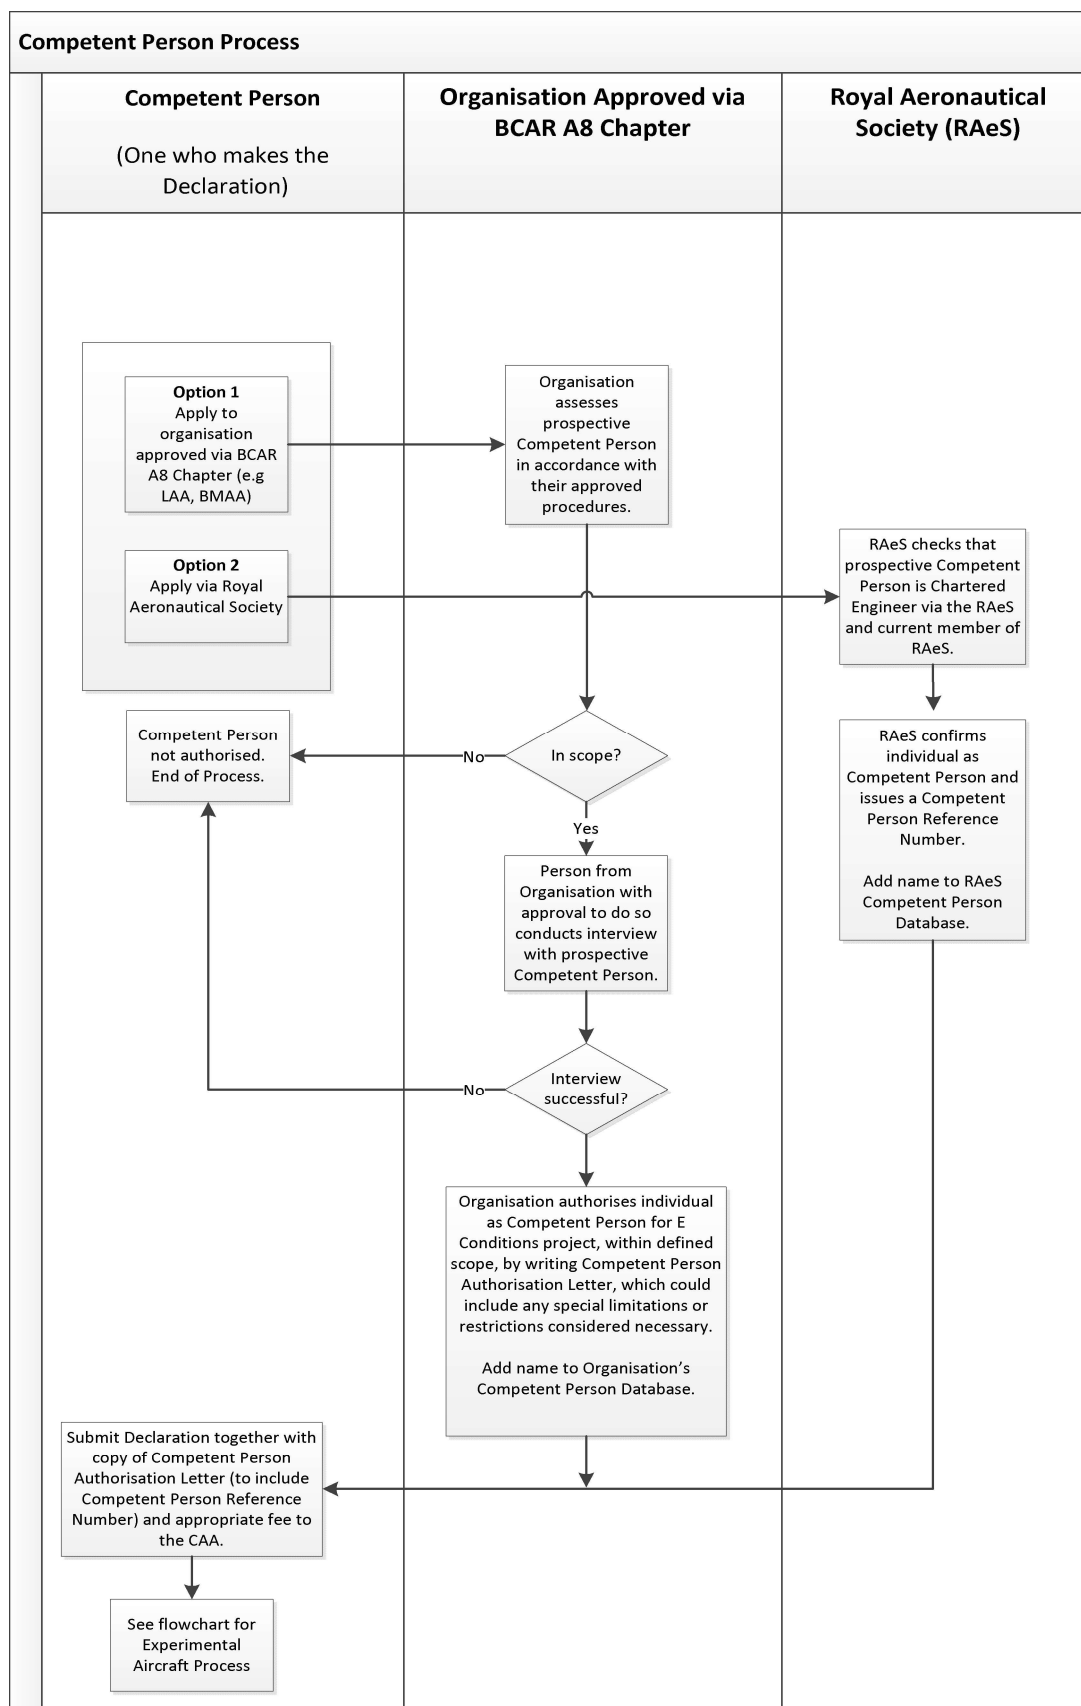 Competent Person Process
Competent Person
(One who makes the
Declaration)
Organisation Approved via
BCAR A8 Chapter
Royal Aeronautical
Society (RAeS)
Option 1
Apply to
organisation
approved via BCAR
A8 Chapter (e.g
LAA, BMAA)
Organisation
assesses
prospective
Competent Person
in accordance with
their approved
procedures.
Option 2
Apply via Royal
Aeronautical Society
RAeS checks that
prospective Competent
Person is Chartered
Engineer via the RAeS
and current member of
RAeS.
Competent Person
not authorised.
End of Process.
No
In scope?
Yes
RAeS confirms
individual as
Competent Person and
issues a Competent
Person Reference
Number.
Add name to RAeS
Competent Person
Database.
Person from
Organisation with
approval to do so
conducts interview
with prospective
Competent Person.
No
Interview
successful?
Organisation authorises individual
as Competent Person for E
Conditions project, within defined
scope, by writing Competent Person
Authorisation Letter, which could
include any special limitations or
restrictions considered necessary.
Add name to Organisation’s
Competent Person Database.
Submit Declaration together with
copy of Competent Person
Authorisation Letter (to include
Competent Person Reference
Number) and appropriate fee to
the CAA.
See flowchart for
Experimental
Aircraft Process